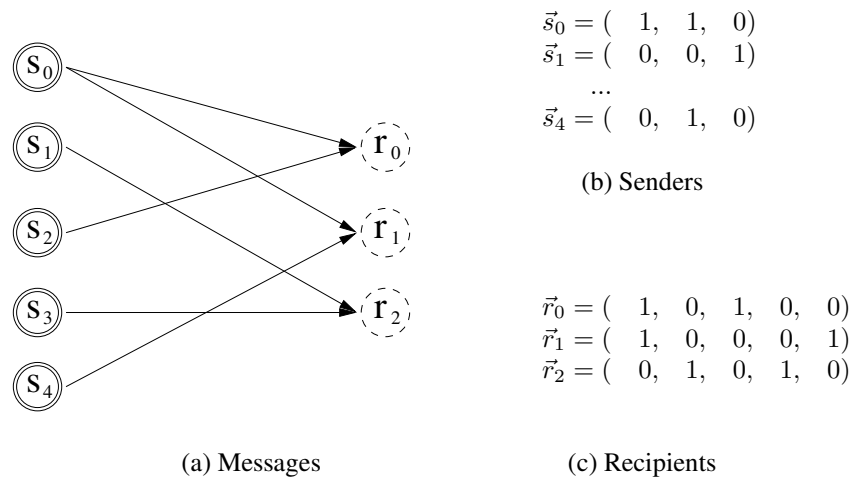 s₀
s₁
s₂
s₃
s₄
r₀
r₁
r₂
(a) Messages
s⃗₀ = ( 1, 1, 0)
s⃗₁ = ( 0, 0, 1)
...
s⃗₄ = ( 0, 1, 0)
(b) Senders
r⃗₀ = ( 1, 0, 1, 0, 0)
r⃗₁ = ( 1, 0, 0, 0, 1)
r⃗₂ = ( 0, 1, 0, 1, 0)
(c) Recipients